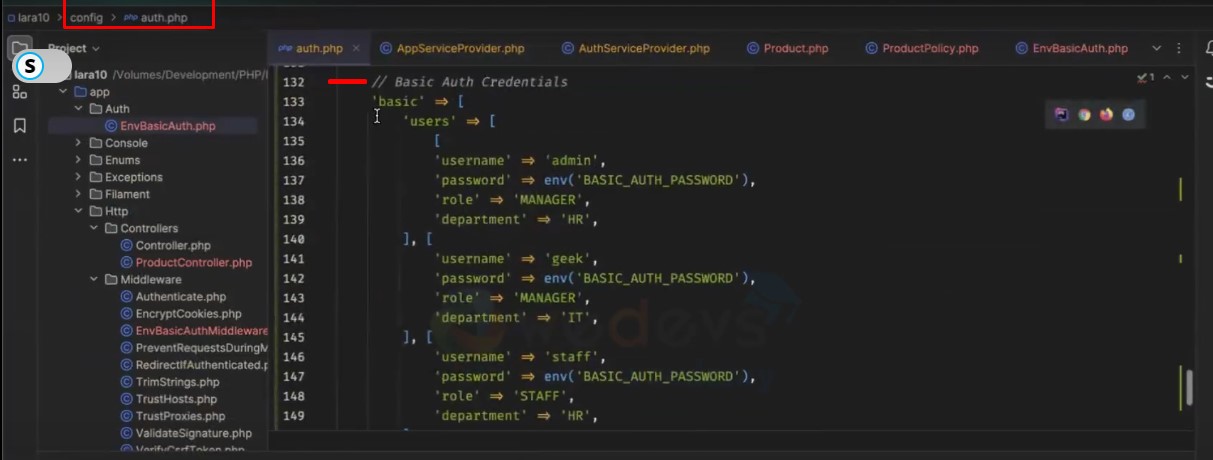 lara10 > config > auth.php
Project
auth.php AppServiceProvider.php AuthServiceProvider.php Product.php ProductPolicy.php EnvBasicAuth.php
S
lara10 /Volumes/Development/PHP/
app
Auth
EnvBasicAuth.php
Console
Enums
Exceptions
Filament
Http
Controllers
Controller.php
ProductController.php
Middleware
Authenticate.php
EncryptCookies.php
EnvBasicAuthMiddleware
PreventRequestsDuringM
RedirectIfAuthenticated.p
TrimStrings.php
TrustHosts.php
TrustProxies.php
ValidateSignature.php
VerifyCsrfToken.php
1
132 // Basic Auth Credentials
133 'basic' => [
134 'users' => [
135 [
136 'username' => 'admin',
137 'password' => env('BASIC_AUTH_PASSWORD'),
138 'role' => 'MANAGER',
139 'department' => 'HR',
140 ], [
141 'username' => 'geek',
142 'password' => env('BASIC_AUTH_PASSWORD'),
143 'role' => 'MANAGER',
144 'department' => 'IT',
145 ], [
146 'username' => 'staff',
147 'password' => env('BASIC_AUTH_PASSWORD'),
148 'role' => 'STAFF',
149 'department' => 'HR',